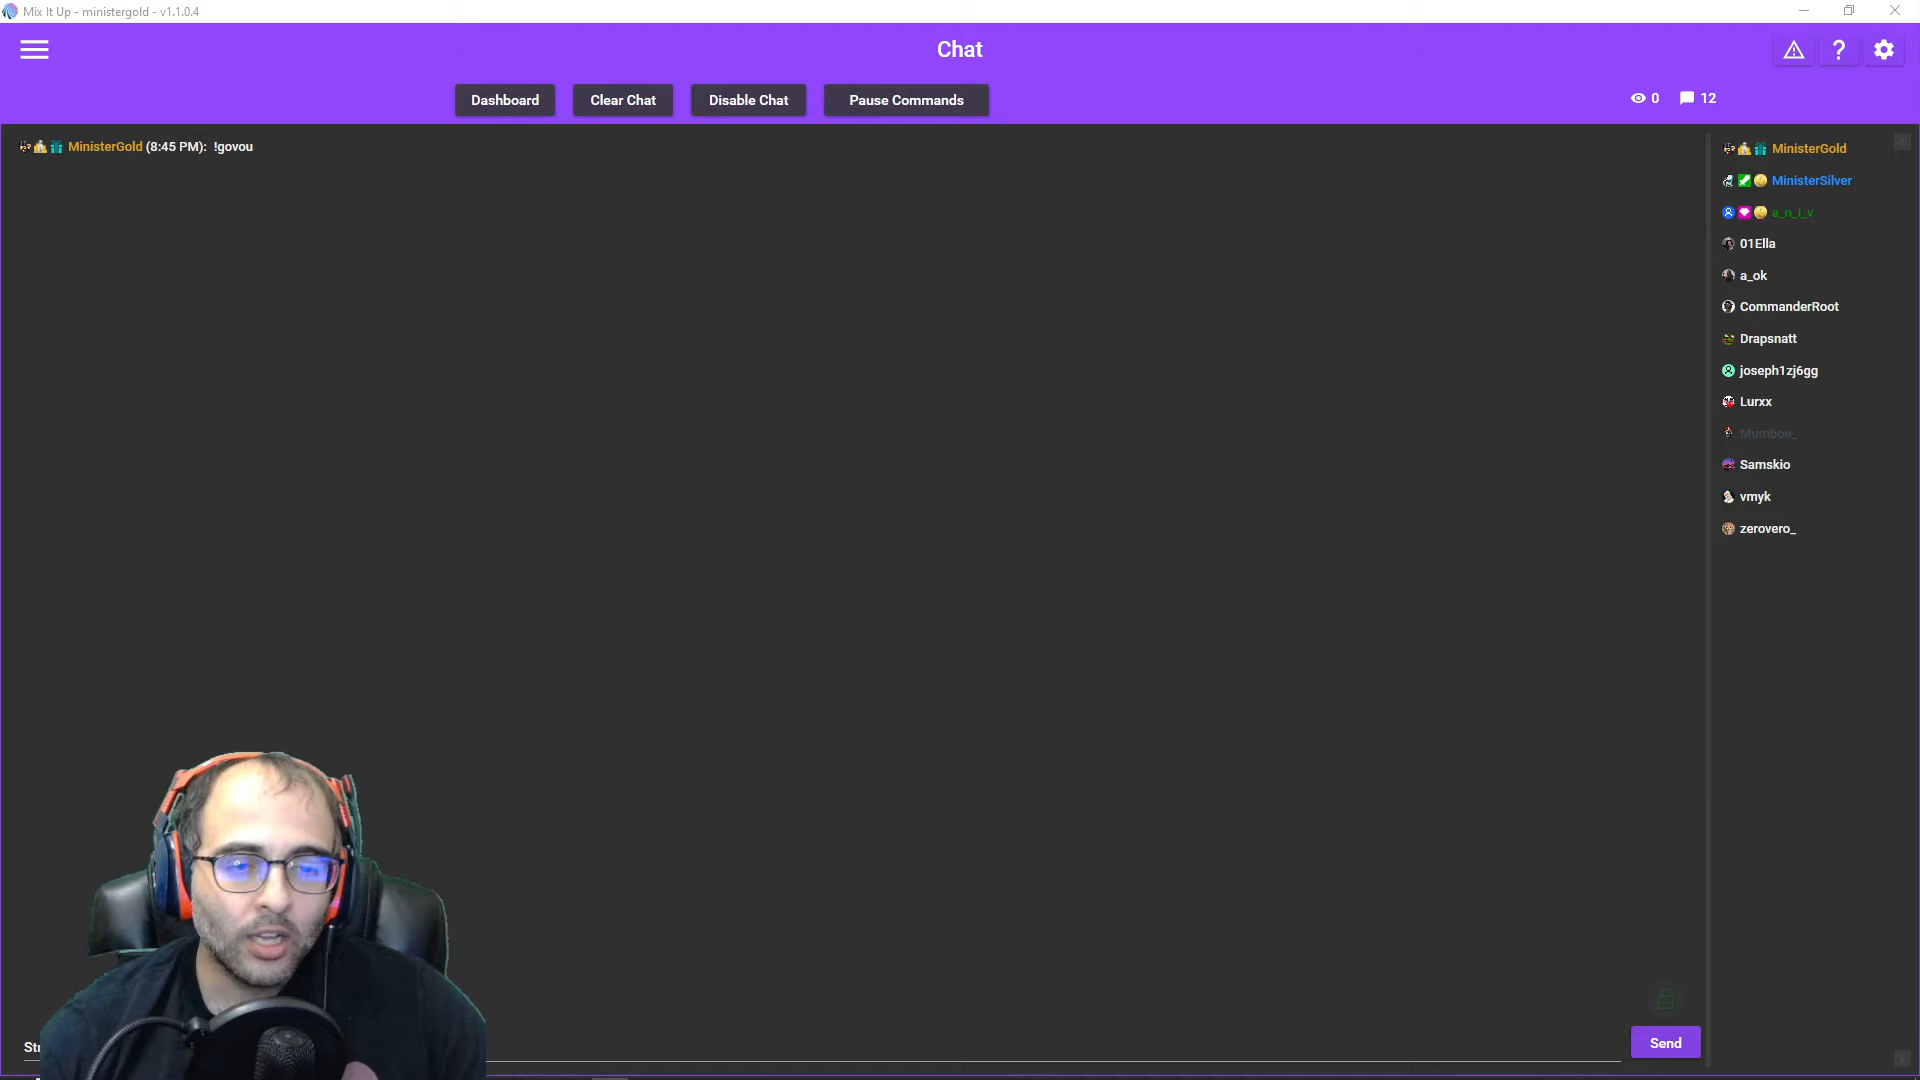 Mix It Up - ministergold - v1.1.0.4
Chat
Dashboard
Clear Chat
Disable Chat
Pause Commands
0
12
MinisterGold (8:45 PM): !govou
MinisterGold
MinisterSilver
a_n_i_v
01Ella
a_ok
CommanderRoot
Drapsnatt
joseph1zj6gg
Lurxx
Mumboe_
Samskio
vmyk
zerovero_
Send